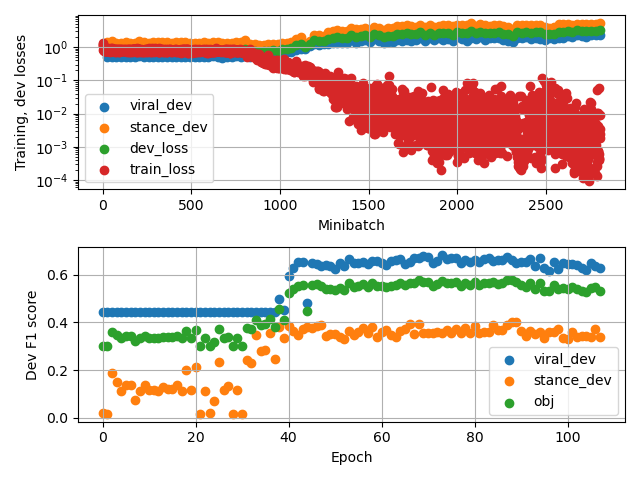 Training, dev losses
10⁰
10⁻¹
10⁻²
10⁻³
10⁻⁴
viral_dev
stance_dev
dev_loss
train_loss
0 500 1000 1500 2000 2500
Minibatch
Dev F1 score
0.6
0.4
0.2
0.0
viral_dev
stance_dev
obj
0 20 40 60 80 100
Epoch